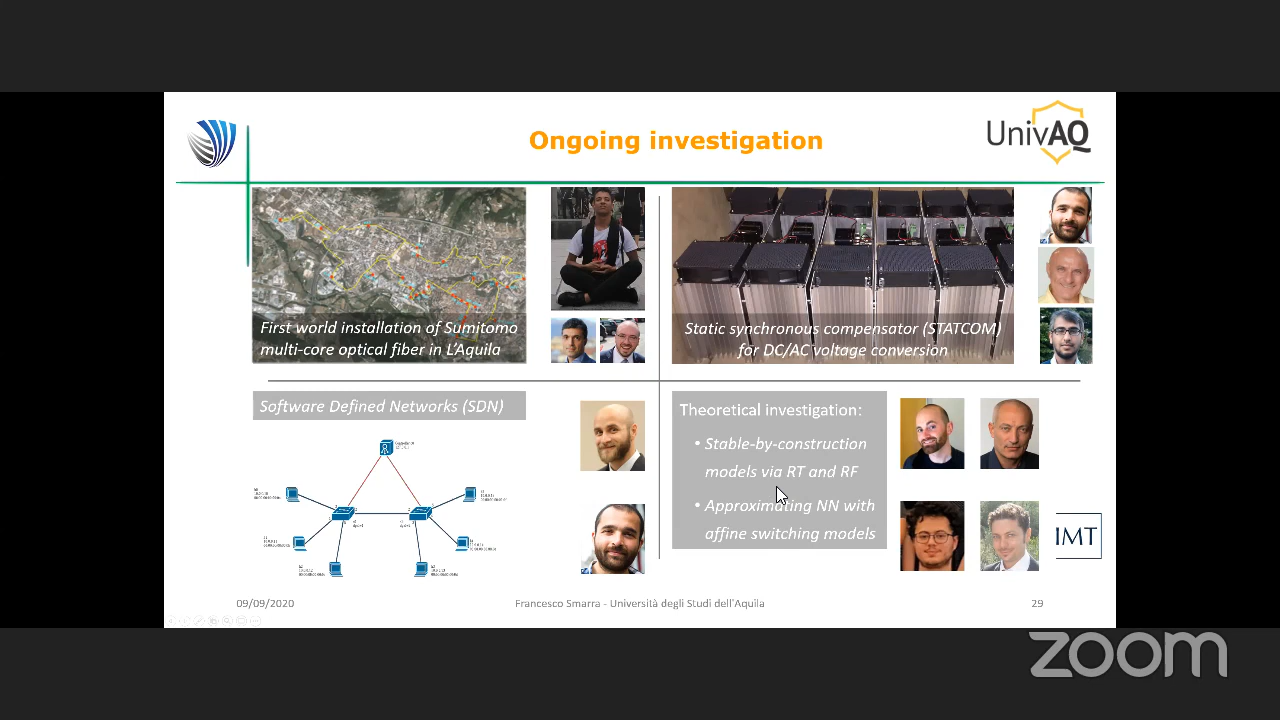 Ongoing investigation
UnivAQ
First world installation of Sumitomo
multi-core optical fiber in L'Aquila
Static synchronous compensator (STATCOM)
for DC/AC voltage conversion
Software Defined Networks (SDN)
Theoretical investigation:
• Stable-by-construction
models via RT and RF
• Approximating NN with
affine switching models
IMT
09/09/2020
Francesco Smarra - Università degli Studi dell'Aquila
29
zoom